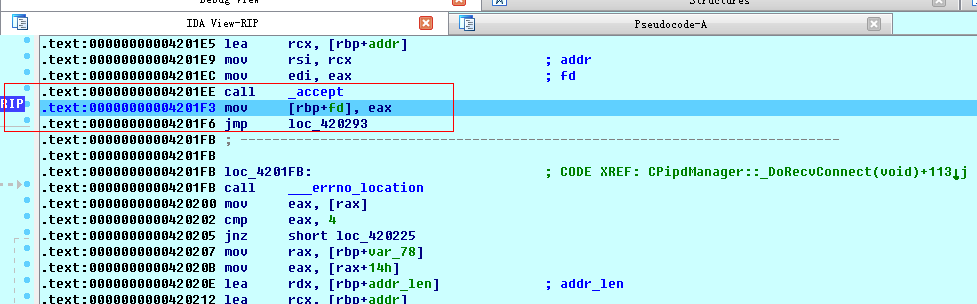 Debug View
Structures
IDA View-RIP
Pseudocode-A
.text:00000000004201E5 lea rcx, [rbp+addr]
.text:00000000004201E9 mov rsi, rcx ; addr
.text:00000000004201EC mov edi, eax ; fd
.text:00000000004201EE call _accept
RIP .text:00000000004201F3 mov [rbp+fd], eax
.text:00000000004201F6 jmp loc_420293
.text:00000000004201FB ; ---------------------------------------------------------------------------
.text:00000000004201FB
.text:00000000004201FB loc_4201FB: ; CODE XREF: CPipdManager::_DoRecvConnect(void)+113↓j
.text:00000000004201FB call ___errno_location
.text:0000000000420200 mov eax, [rax]
.text:0000000000420202 cmp eax, 4
.text:0000000000420205 jnz short loc_420225
.text:0000000000420207 mov rax, [rbp+var_78]
.text:000000000042020B mov eax, [rax+14h]
.text:000000000042020E lea rdx, [rbp+addr_len] ; addr_len
.text:0000000000420212 lea rcx, [rbp+addr]